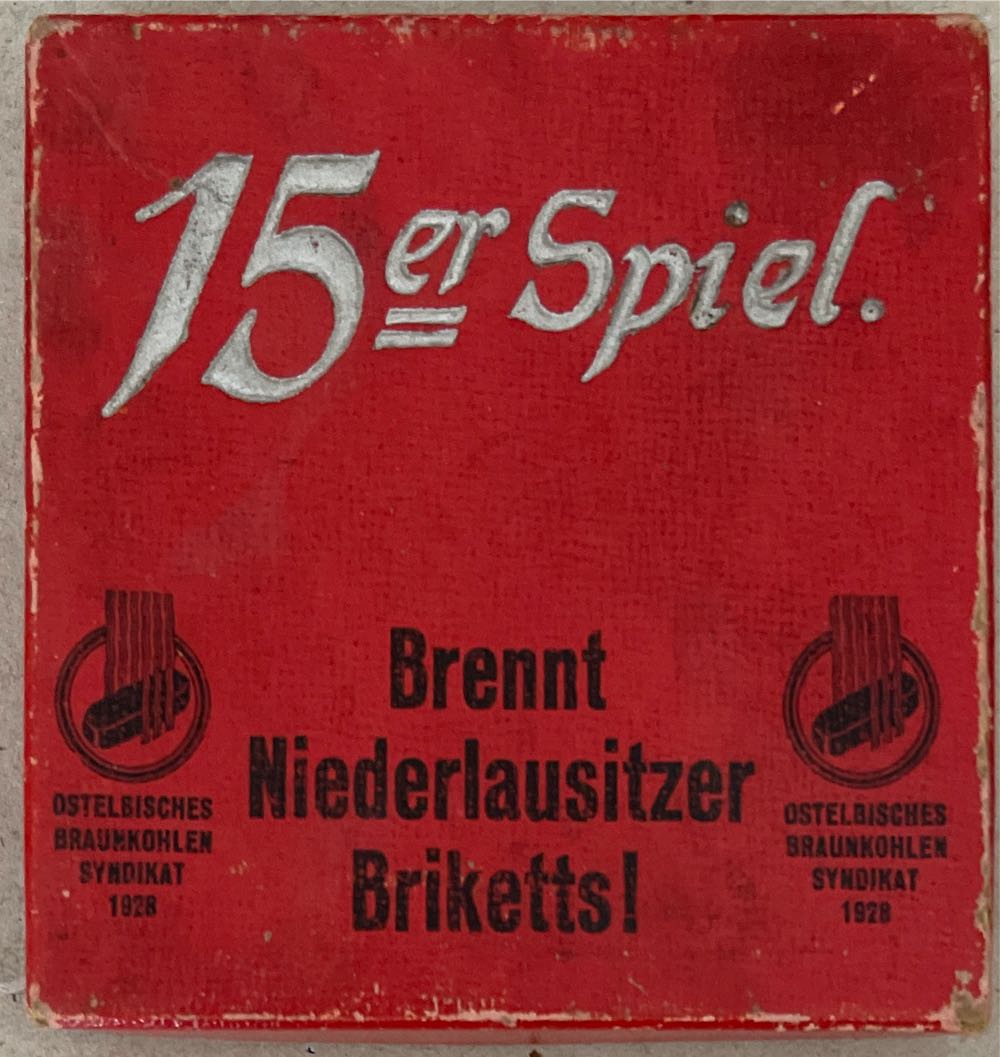 15er Spiel.
Brennt
Niederlausitzer
Briketts!
OSTELBISCHES
BRAUNKOHLEN
SYNDIKAT
1928
OSTELBISCHES
BRAUNKOHLEN
SYNDIKAT
1928